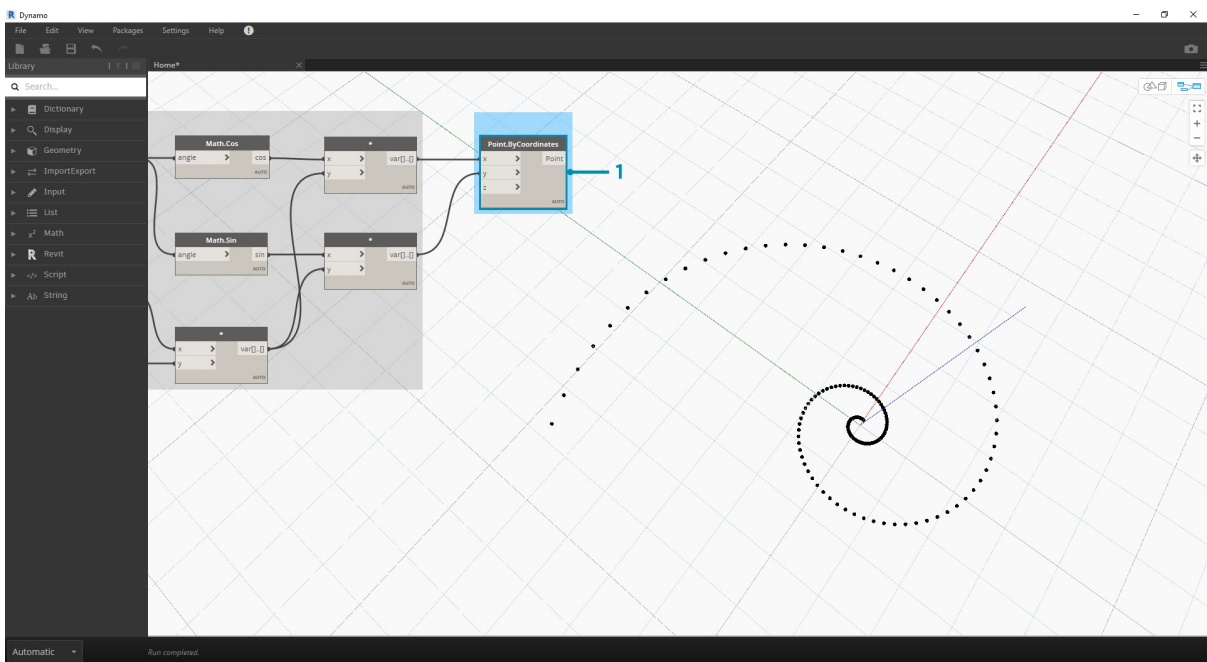 Dynamo
File Edit View Packages Settings Help
Library
Home*
Search...
Dictionary
Display
Geometry
ImportExport
Input
List
Math
Revit
Script
String
Math.Cos
angle > cos
AUTO
*
x > var[]..[]
y >
AUTO
Point.ByCoordinates
x > Point
y >
z >
AUTO
1
Math.Sin
angle > sin
AUTO
*
x > var[]..[]
y >
AUTO
*
x > var[]..[]
y >
AUTO
Automatic
Run completed.